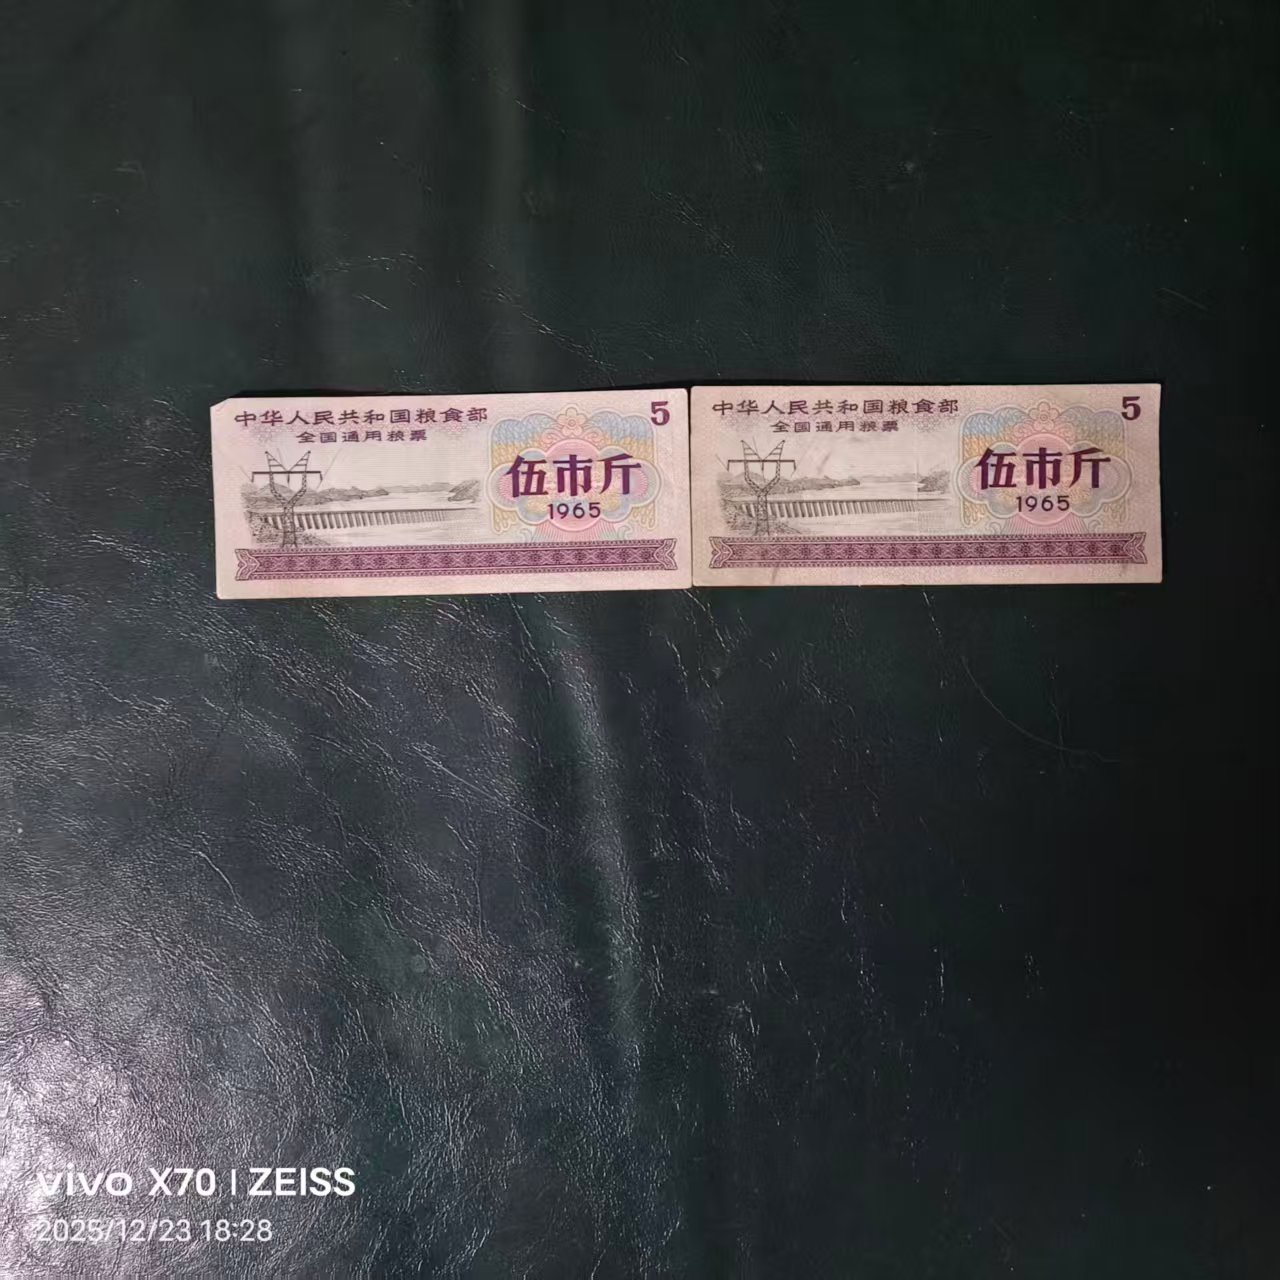 中华人民共和国粮食部
全国通用粮票
5
伍市斤
1965
中华人民共和国粮食部
全国通用粮票
5
伍市斤
1965
vivo X70 | ZEISS
2025/12/23 18:28